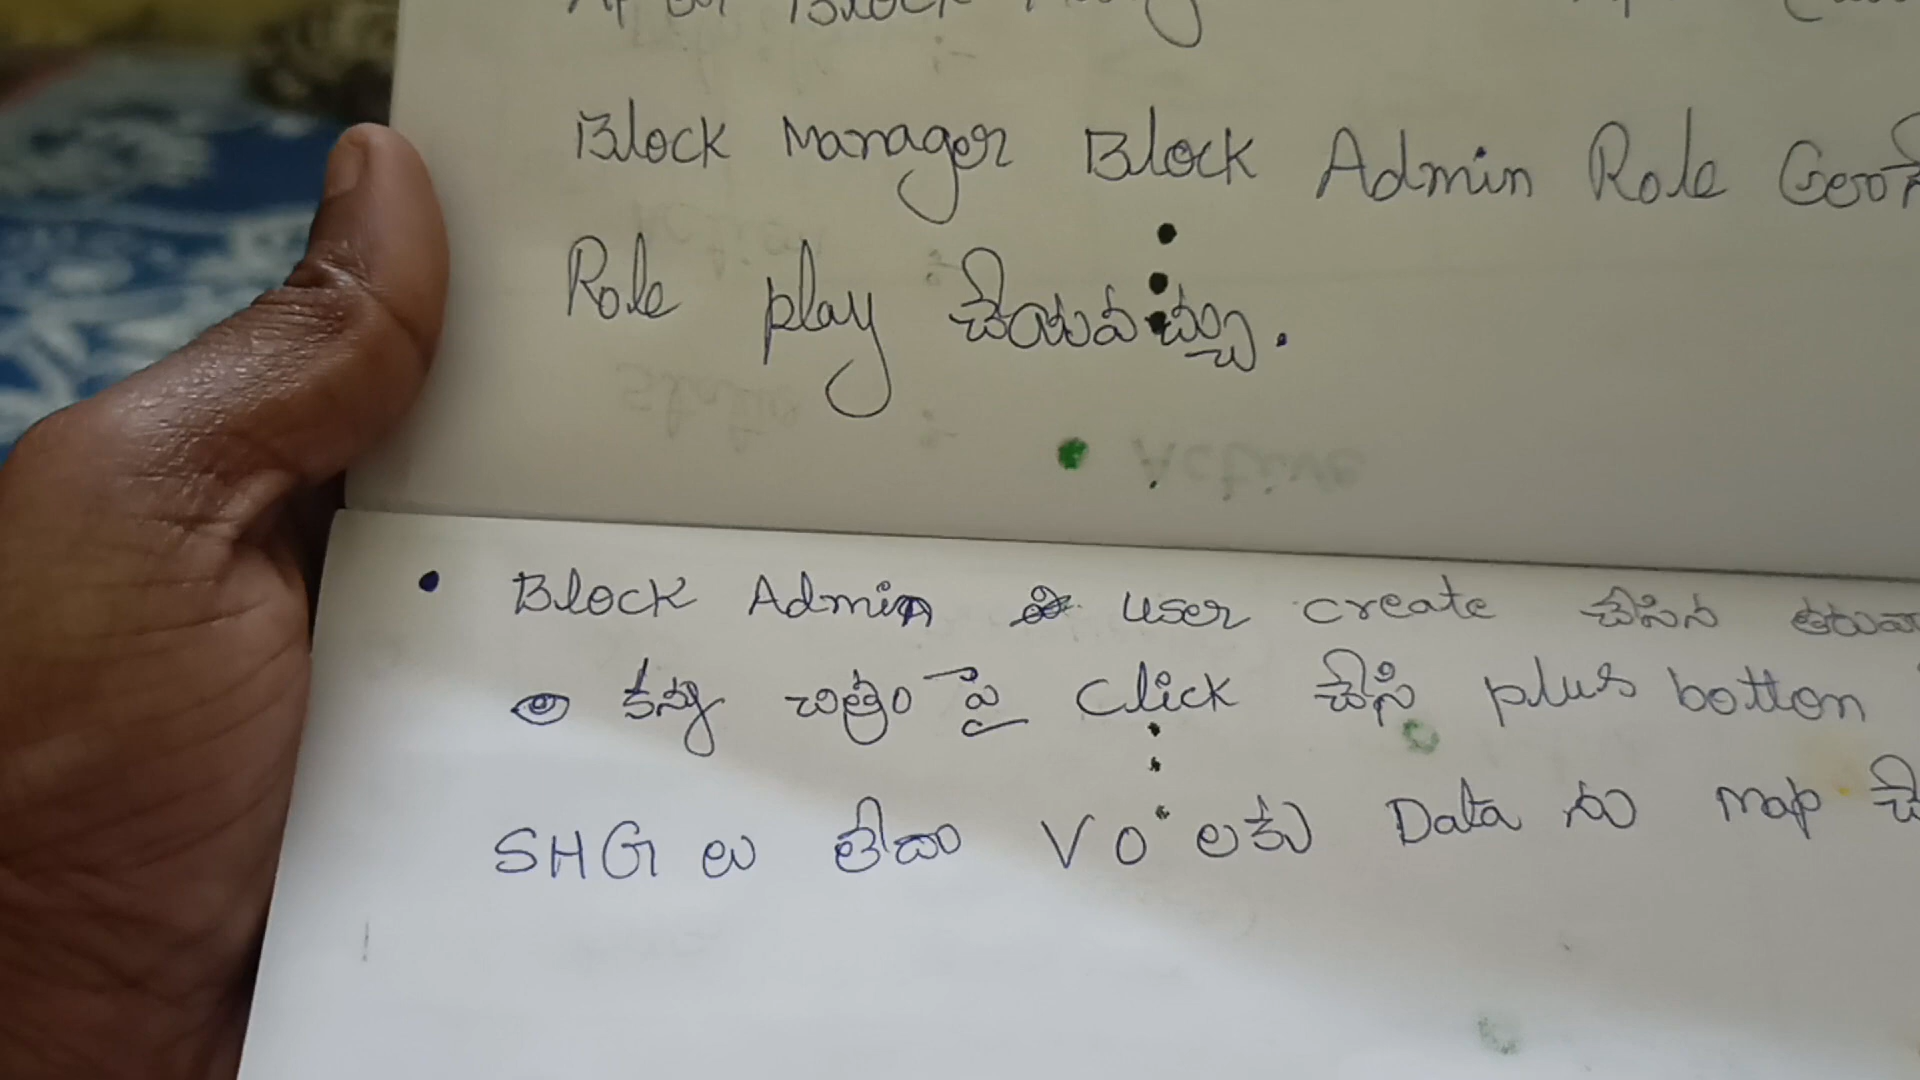 Block
Block Manager Block Admin Role
Role play చేయవచ్చు.
• Block Admin user create చేసిన
కన్ను చిత్రం పై Click చేసి plus botton
SHG లు లేదా VO లకు Data ను map